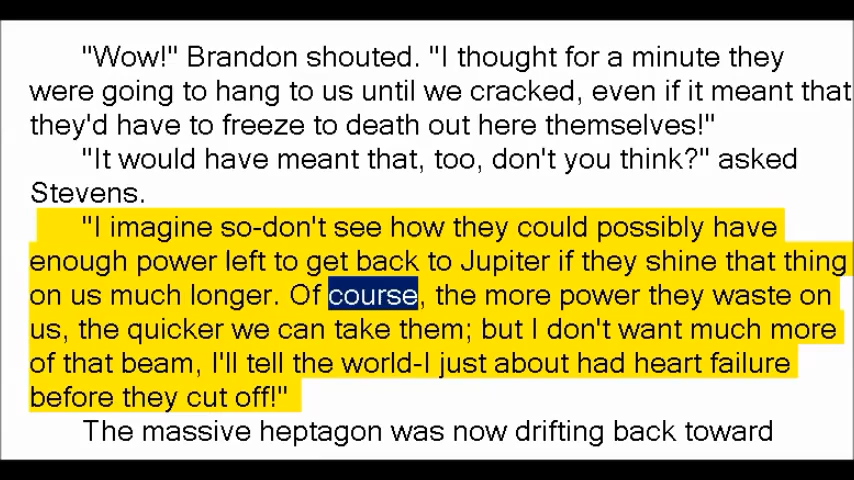 "Wow!" Brandon shouted. "I thought for a minute they
were going to hang to us until we cracked, even if it meant that
they'd have to freeze to death out here themselves!"
"It would have meant that, too, don't you think?" asked
Stevens.
"I imagine so-don't see how they could possibly have
enough power left to get back to Jupiter if they shine that thing
on us much longer. Of course, the more power they waste on
us, the quicker we can take them; but I don't want much more
of that beam, I'll tell the world-I just about had heart failure
before they cut off!"
The massive heptagon was now drifting back toward